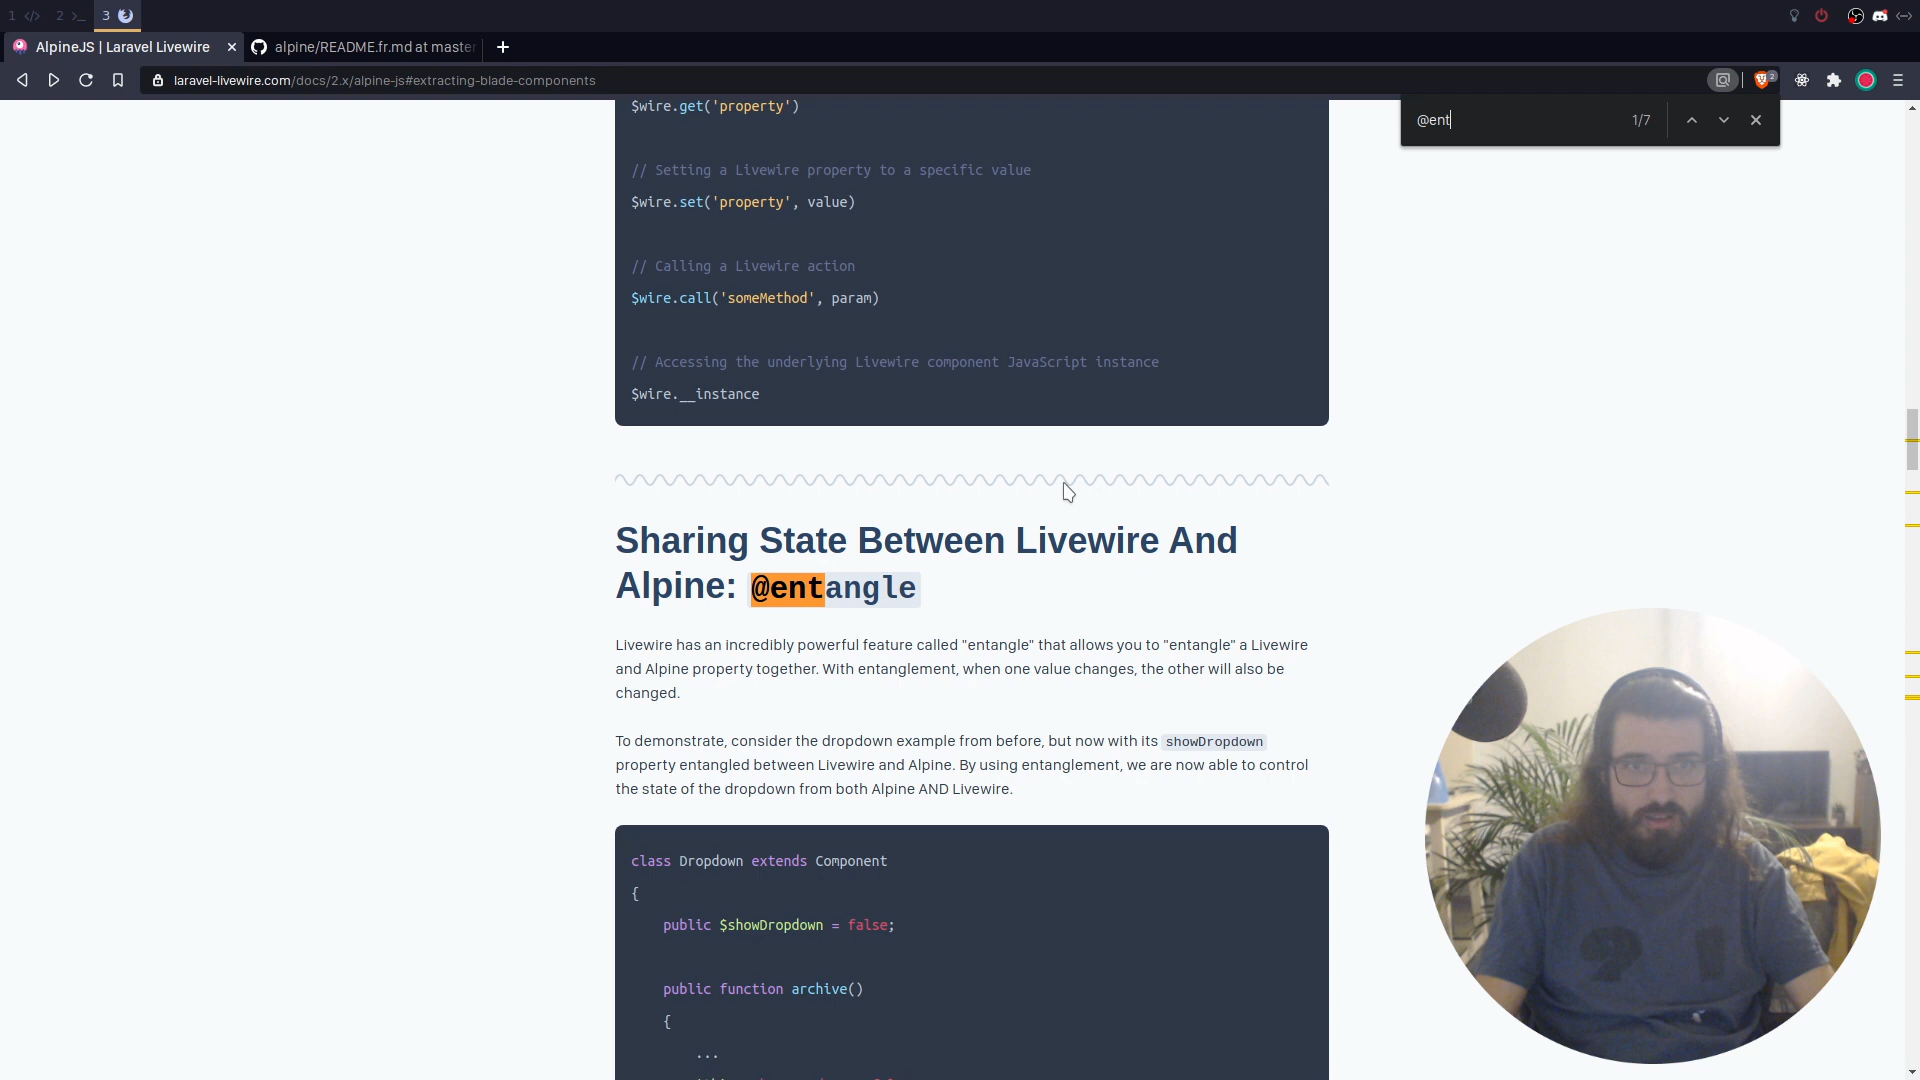 1 </> 2 >_ 3
AlpineJS | Laravel Livewire
alpine/README.fr.md at master
laravel-livewire.com/docs/2.x/alpine-js#extracting-blade-components
2
@ent 1/7
$wire.get('property')
// Setting a Livewire property to a specific value
$wire.set('property', value)
// Calling a Livewire action
$wire.call('someMethod', param)
// Accessing the underlying Livewire component JavaScript instance
$wire.__instance
Sharing State Between Livewire And
Alpine: @entangle
Livewire has an incredibly powerful feature called "entangle" that allows you to "entangle" a Livewire
and Alpine property together. With entanglement, when one value changes, the other will also be
changed.
To demonstrate, consider the dropdown example from before, but now with its showDropdown
property entangled between Livewire and Alpine. By using entanglement, we are now able to control
the state of the dropdown from both Alpine AND Livewire.
class Dropdown extends Component
{
public $showDropdown = false;
public function archive()
{
...